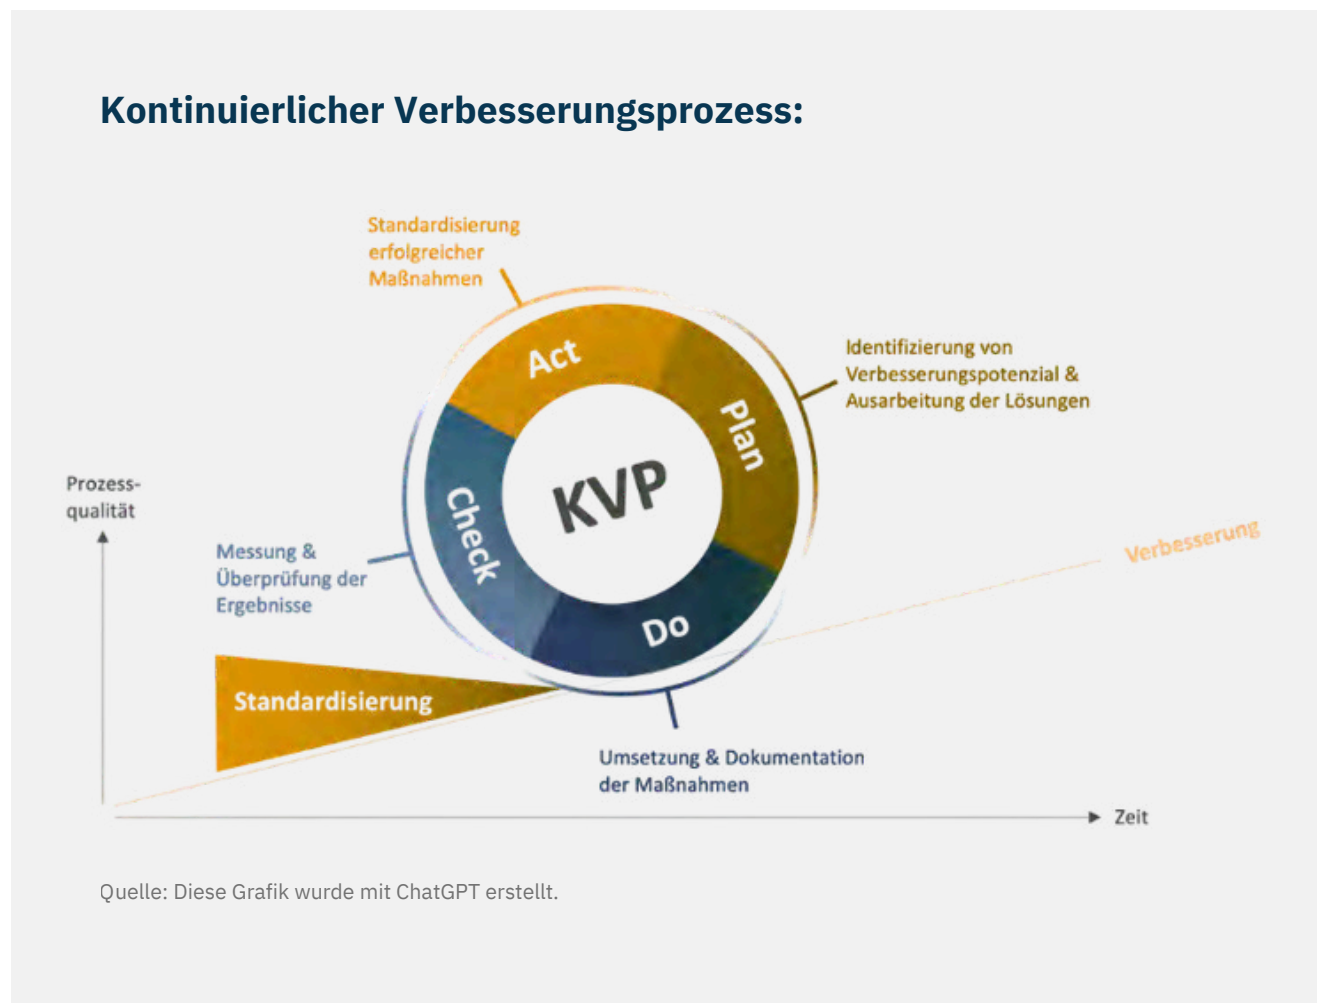 Kontinuierlicher Verbesserungsprozess:
Standardisierung
erfolgreicher
Maßnahmen
Act
Identifizierung von
Verbesserungspotenzial &
Ausarbeitung der Lösungen
Plan
KVP
Prozess-
qualität
Check
Messung &
Überprüfung der
Ergebnisse
Verbesserung
Do
Standardisierung
Umsetzung & Dokumentation
der Maßnahmen
Zeit
Quelle: Diese Grafik wurde mit ChatGPT erstellt.